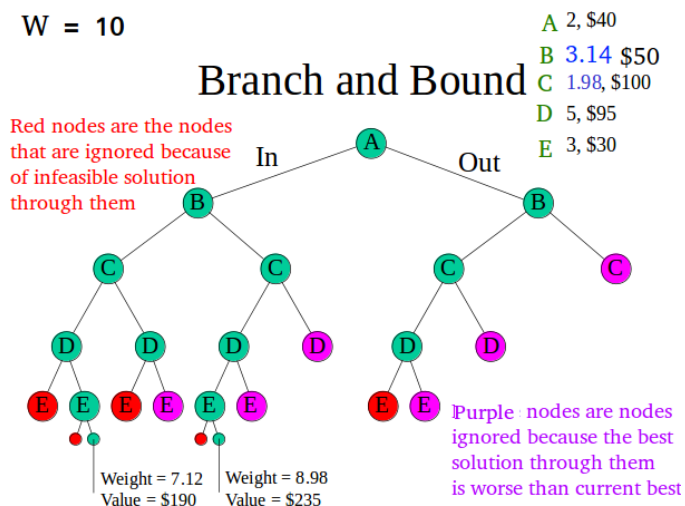 W = 10
A 2, $40
B 3.14 $50
C 1.98, $100
D 5, $95
E 3, $30
Branch and Bound
Red nodes are the nodes
that are ignored because
of infeasible solution
through them
In
Out
A
B
B
C
C
C
C
D
D
D
D
D
D
E
E
E
E
E
E
E
E
Purple nodes are nodes
ignored because the best
solution through them
is worse than current best
Weight = 7.12
Value = $190
Weight = 8.98
Value = $235